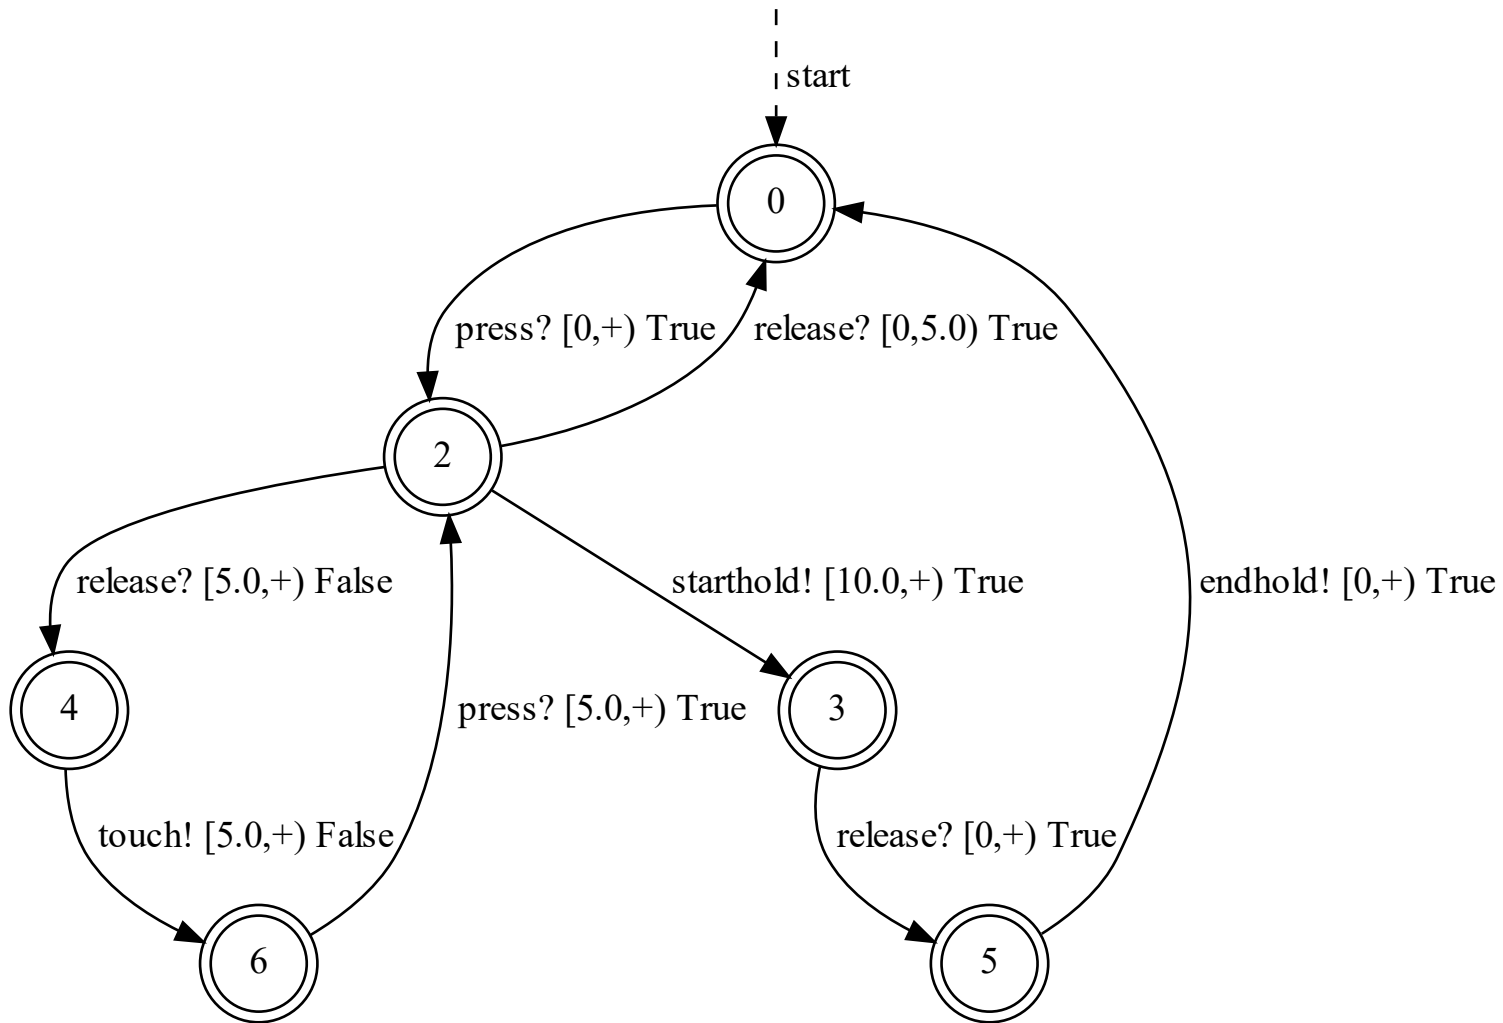 start
0
press? [0,+) True
release? [0,5.0) True
2
release? [5.0,+) False
starthold! [10.0,+) True
endhold! [0,+) True
4
press? [5.0,+) True
3
touch! [5.0,+) False
release? [0,+) True
6
5